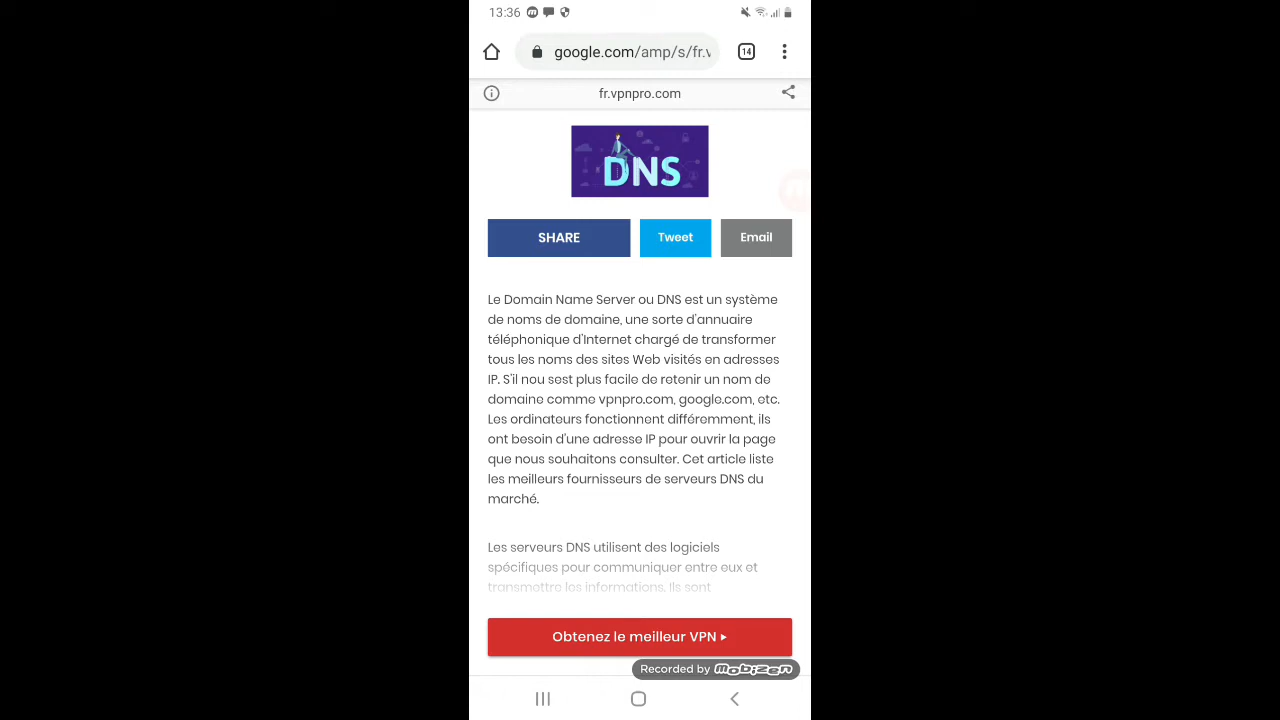 13:36
google.com/amp/s/fr.v
14
fr.vpnpro.com
DNS
SHARE
Tweet
Email
Le Domain Name Server ou DNS est un système
de noms de domaine, une sorte d'annuaire
téléphonique d'Internet chargé de transformer
tous les noms des sites Web visités en adresses
IP. S'il nou sest plus facile de retenir un nom de
domaine comme vpnpro.com, google.com, etc.
Les ordinateurs fonctionnent différemment, ils
ont besoin d'une adresse IP pour ouvrir la page
que nous souhaitons consulter. Cet article liste
les meilleurs fournisseurs de serveurs DNS du
marché.
Les serveurs DNS utilisent des logiciels
spécifiques pour communiquer entre eux et
transmettre les informations. Ils sont
Obtenez le meilleur VPN ▸
Recorded by mobizen